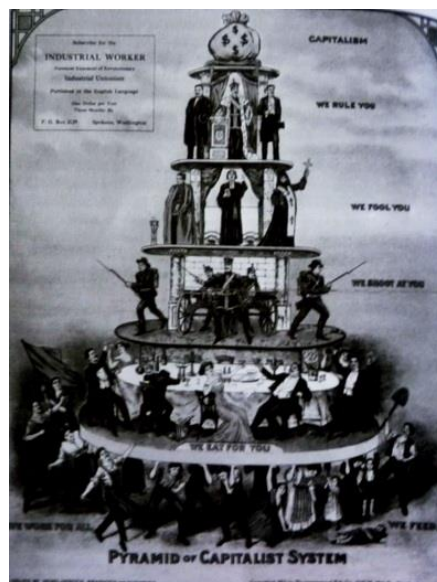 Subscribe for the
INDUSTRIAL WORKER
Industrial Unionism
Published in the English Language
One Dollar per Year
P. O. Box 2129 Spokane, Washington
CAPITALISM
WE RULE YOU
WE FOOL YOU
WE SHOOT AT YOU
WE EAT FOR YOU
WE WORK FOR ALL
WE FEED
PYRAMID OF CAPITALIST SYSTEM